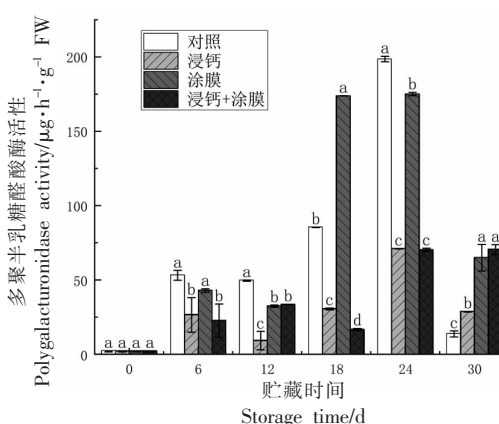 多聚半乳糖醛酸酶活性
Polygalacturonidase activity/μg·h⁻¹·g⁻¹ FW
200
150
100
50
0
对照
浸钙
涂膜
浸钙+涂膜
a a a a
a b a b
a c b b
b c a d
a c b c
c b a a
0 6 12 18 24 30
贮藏时间
Storage time/d